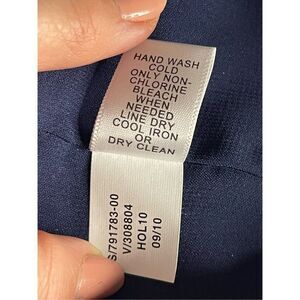 HAND WASH
COLD
ONLY NON-
CHLORINE
BLEACH
WHEN
NEEDED
LINE DRY
COOL IRON
OR
DRY CLEAN
S/791783-00
V/308804
HOL10
09/10